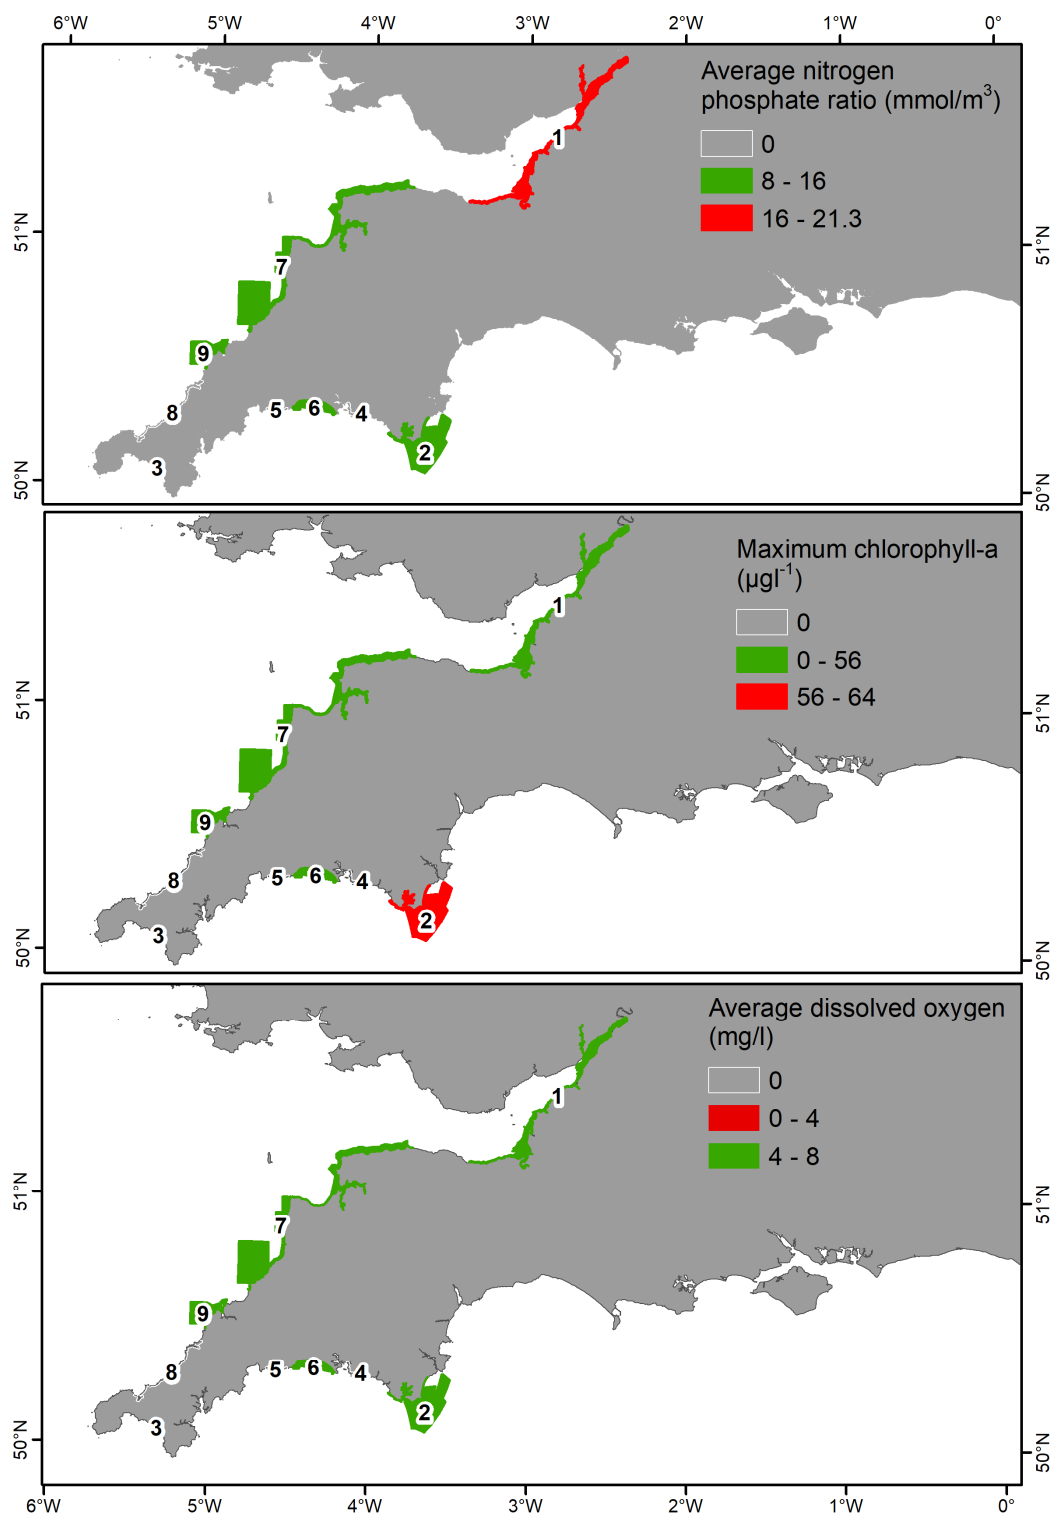 6°W 5°W 4°W 3°W 2°W 1°W 0°
Average nitrogen
phosphate ratio (mmol/m³)
0
8 - 16
16 - 21.3
1
51°N 51°N
7
9
8 5 6 4
2
3
50°N 50°N
Maximum chlorophyll-a
(µgl⁻¹)
0
0 - 56
56 - 64
1
51°N 51°N
7
9
8 5 6 4
2
3
50°N 50°N
Average dissolved oxygen
(mg/l)
0
0 - 4
4 - 8
1
51°N 51°N
7
9
8 5 6 4
2
3
50°N 50°N
6°W 5°W 4°W 3°W 2°W 1°W 0°